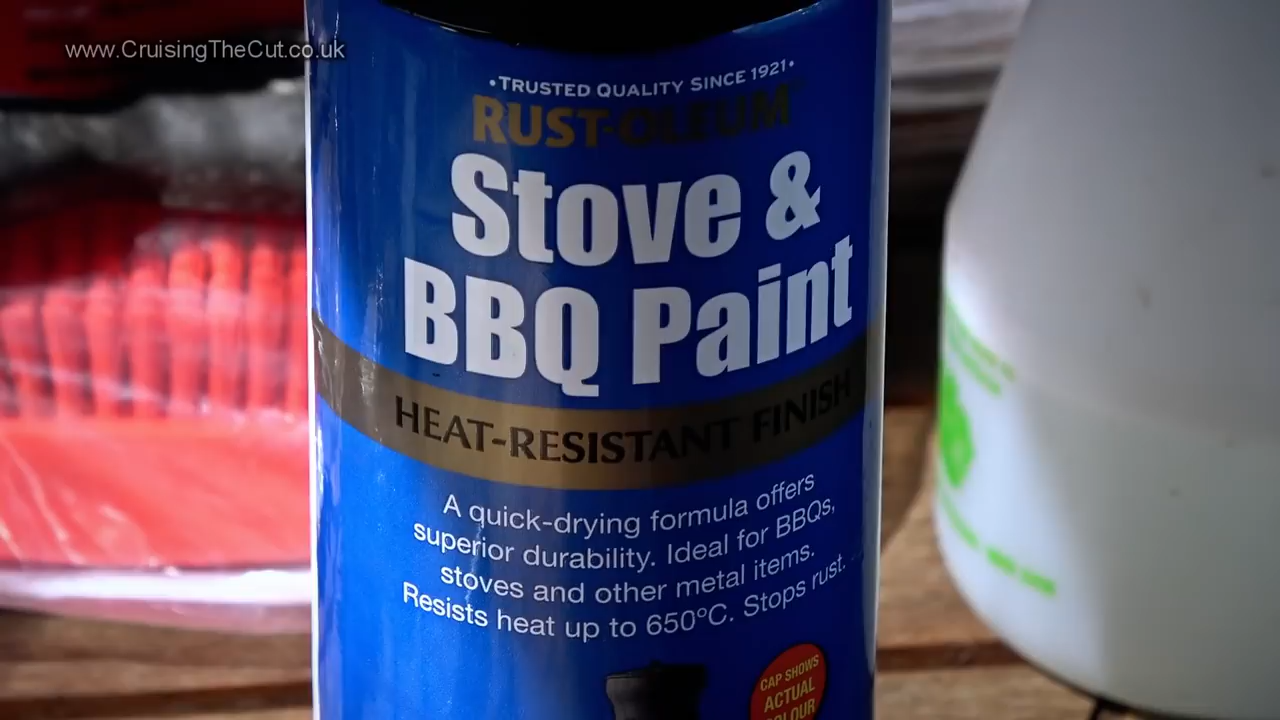 www.CruisingTheCut.co.uk
•TRUSTED QUALITY SINCE 1921•
RUST-OLEUM
Stove &
BBQ Paint
HEAT-RESISTANT FINISH
A quick-drying formula offers
superior durability. Ideal for BBQs,
stoves and other metal items.
Resists heat up to 650°C. Stops rust.
CAP SHOWS
ACTUAL
COLOUR